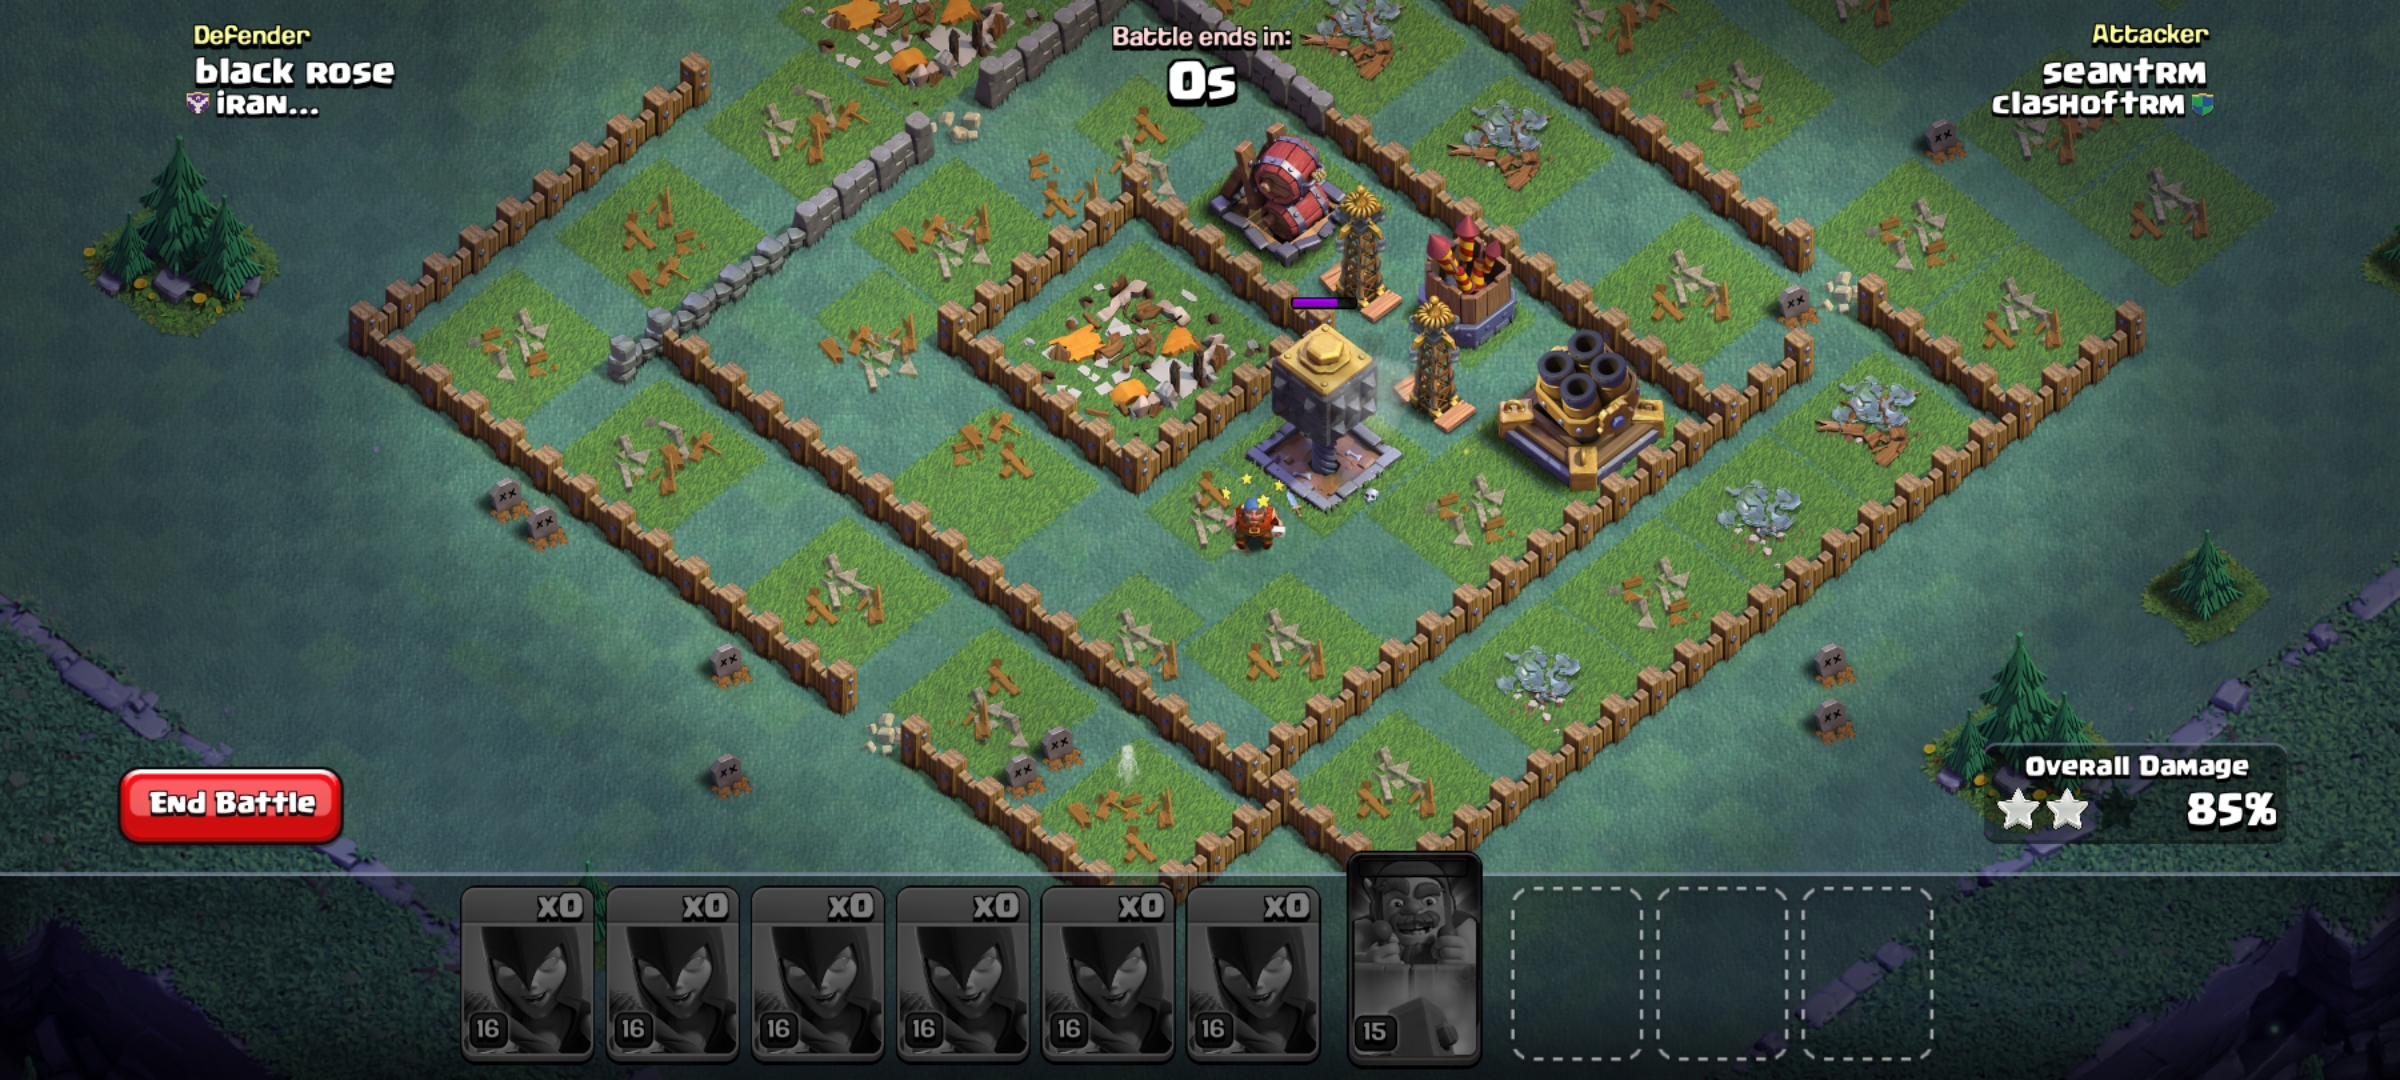 Defender
black rose
iran...
Battle ends in:
0s
Attacker
seantrm
clashoftrm
End Battle
Overall Damage
85%
x0
x0
x0
x0
x0
x0
16
16
16
16
16
16
15